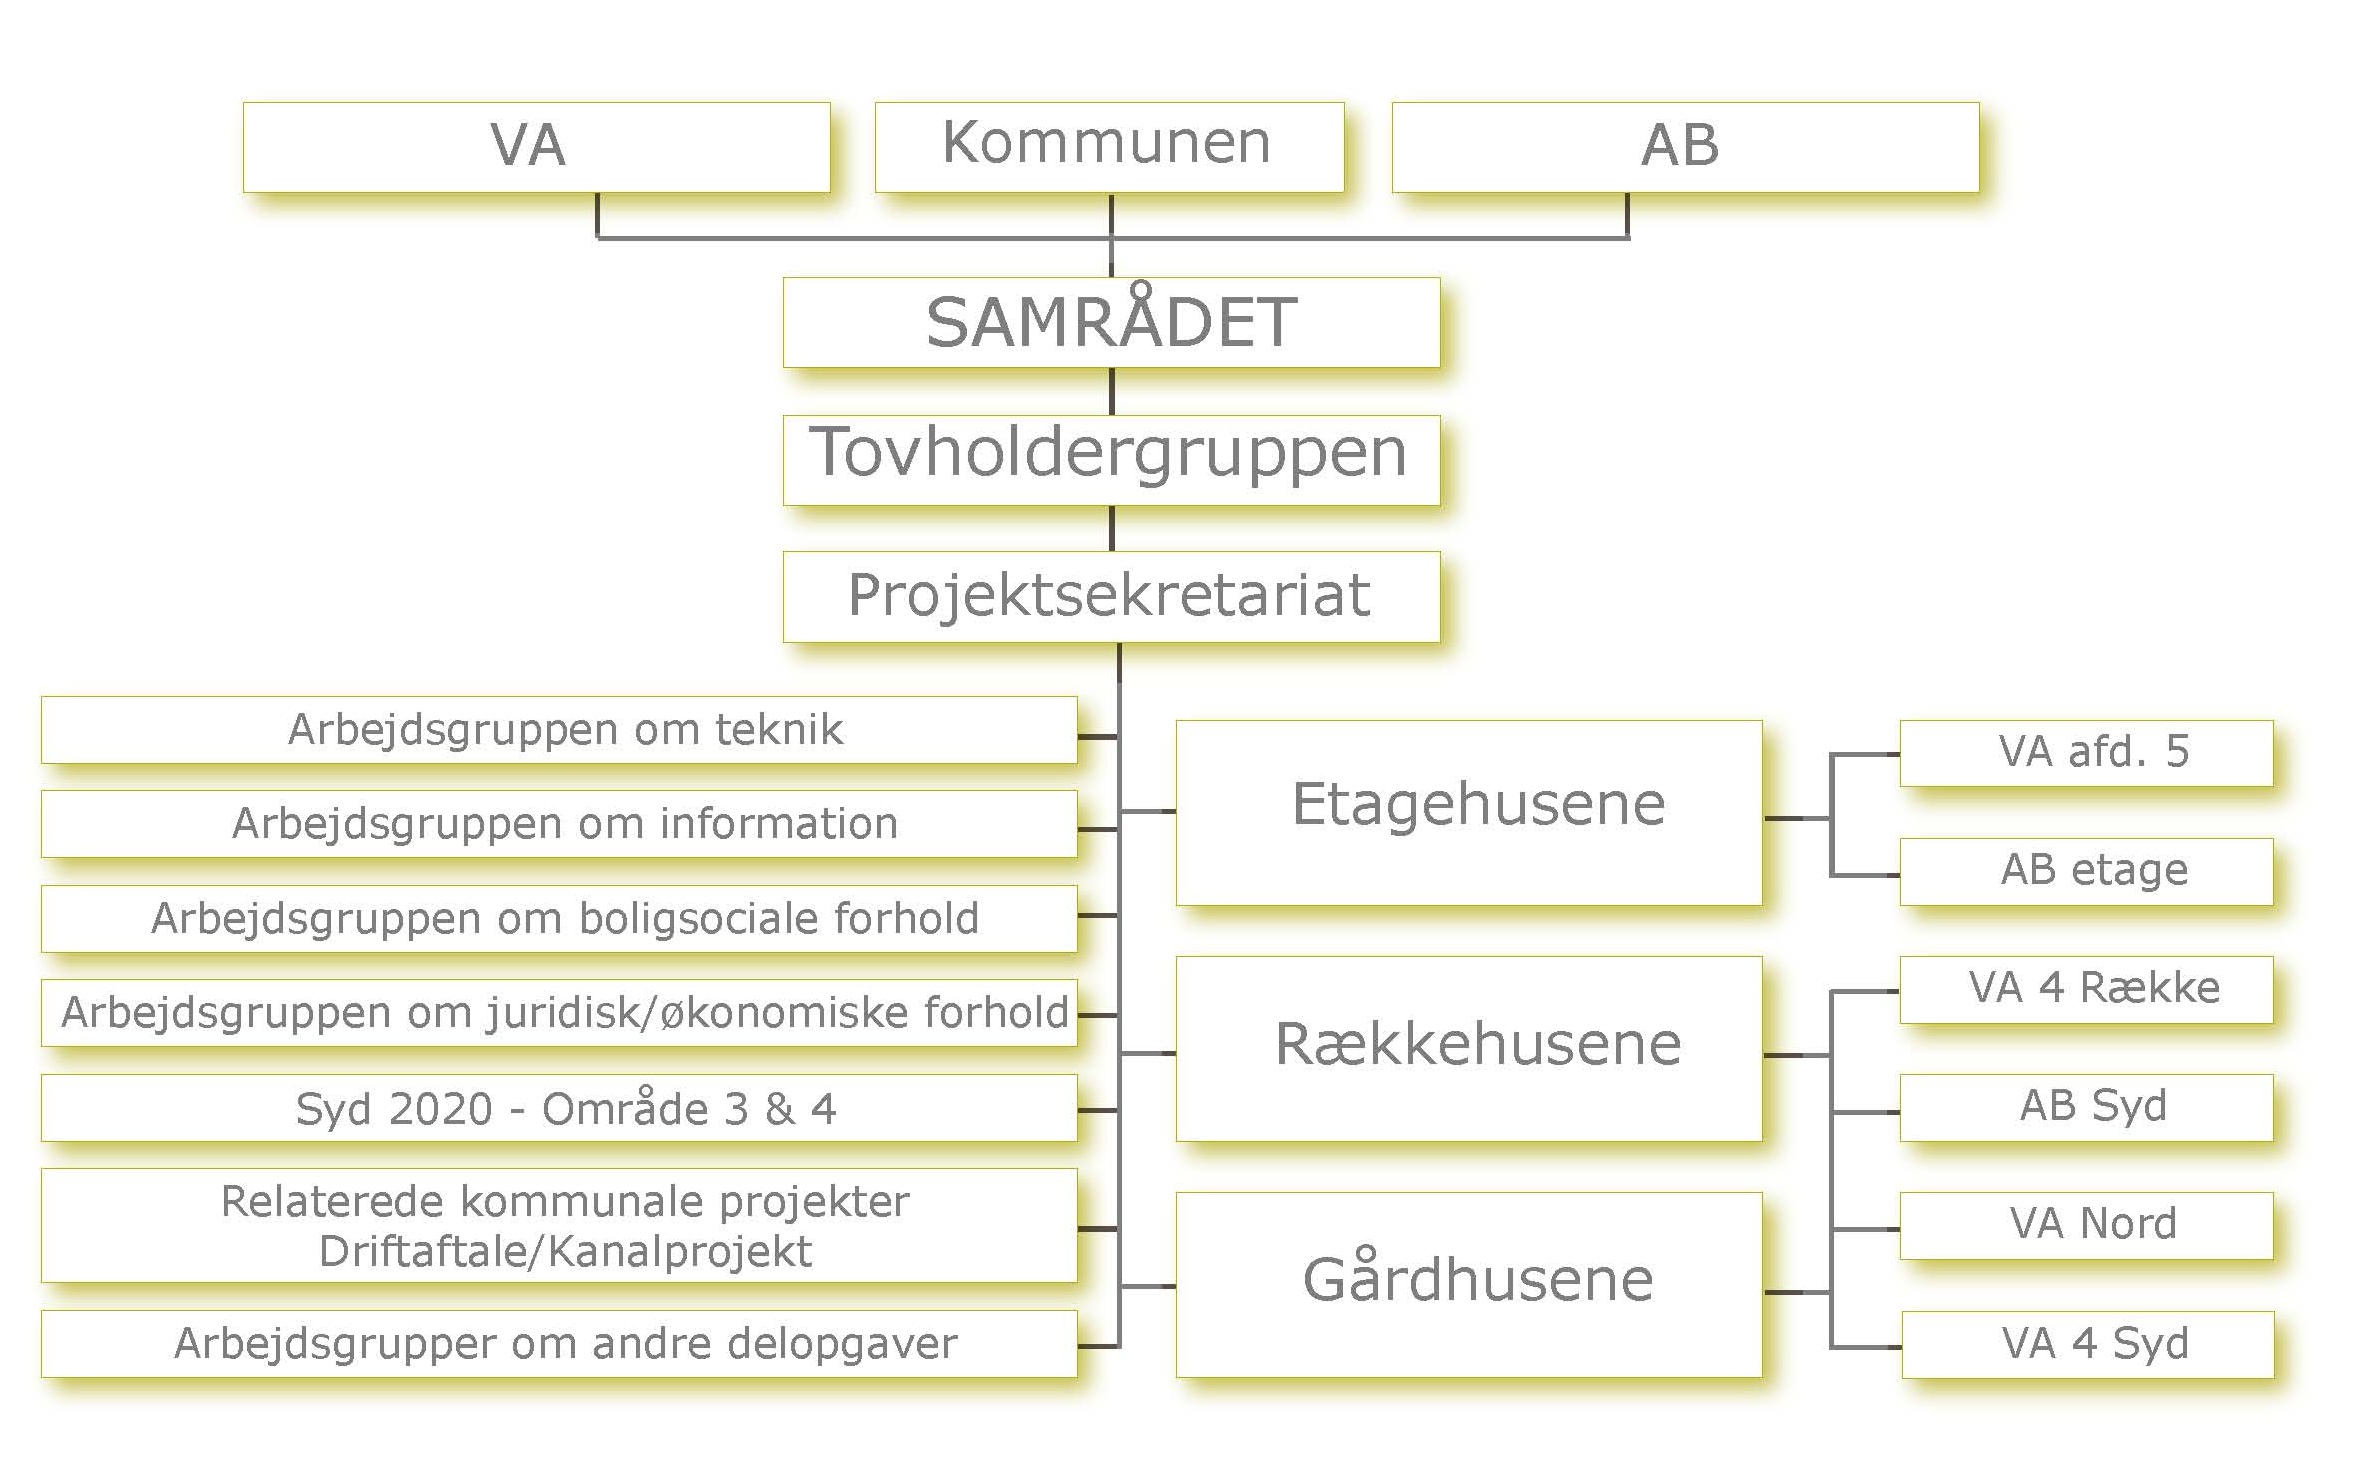 VA
Kommunen
AB
SAMRÅDET
Tovholdergruppen
Projektsekretariat
Arbejdsgruppen om teknik
Arbejdsgruppen om information
Arbejdsgruppen om boligsociale forhold
Arbejdsgruppen om juridisk/økonomiske forhold
Syd 2020 - Område 3 & 4
Relaterede kommunale projekter
Driftaftale/Kanalprojekt
Arbejdsgrupper om andre delopgaver
Etagehusene
Rækkehusene
Gårdhusene
VA afd. 5
AB etage
VA 4 Række
AB Syd
VA Nord
VA 4 Syd